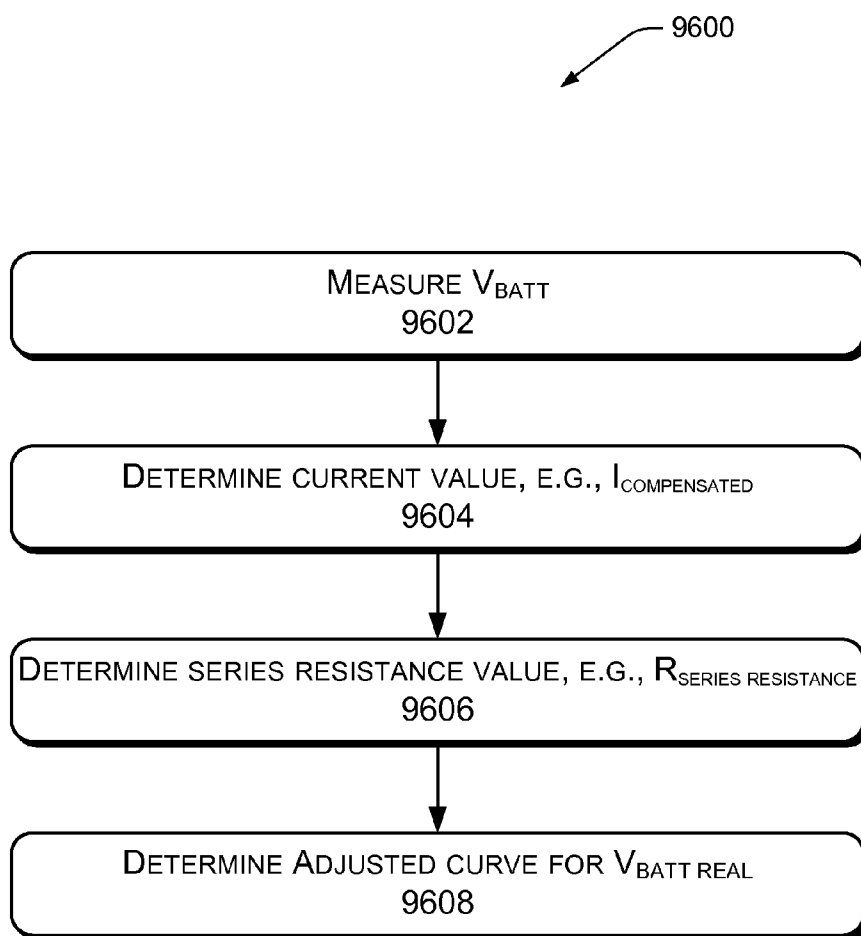 9600
MEASURE VBATT
9602
DETERMINE CURRENT VALUE, E.G., ICOMPENSATED
9604
DETERMINE SERIES RESISTANCE VALUE, E.G., RSERIES RESISTANCE
9606
DETERMINE ADJUSTED CURVE FOR VBATT REAL
9608